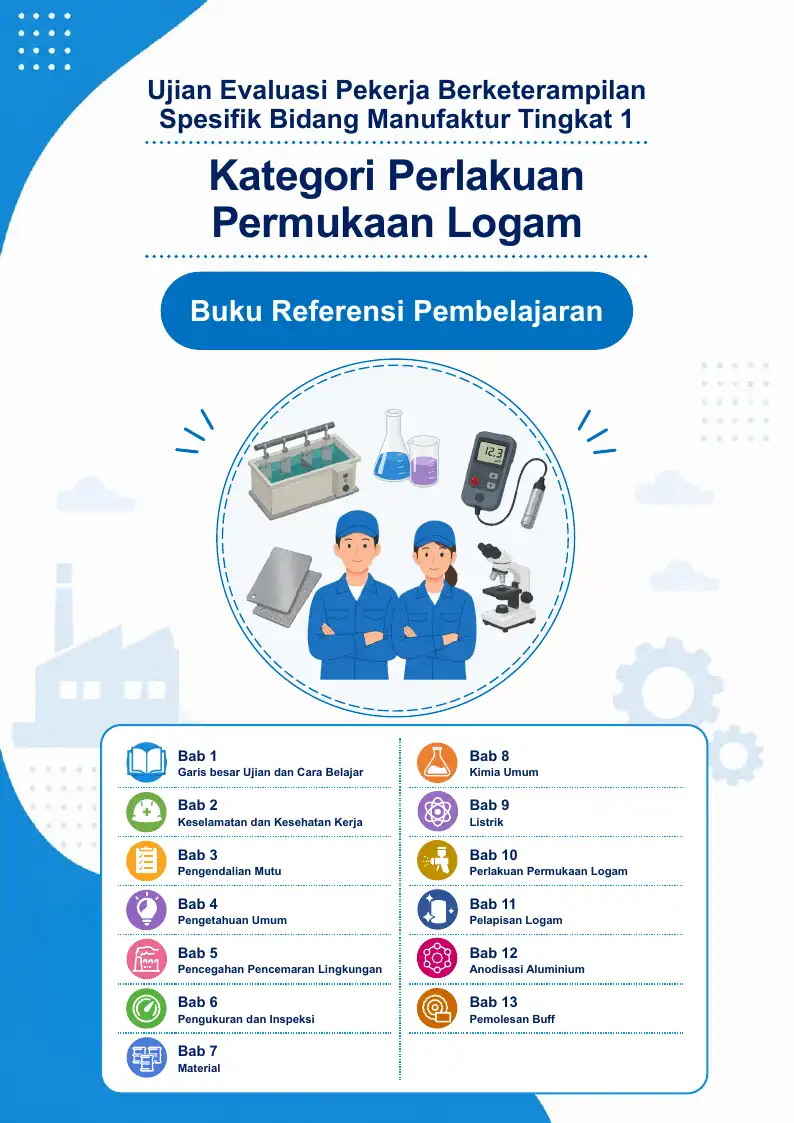 Ujian Evaluasi Pekerja Berketerampilan
Spesifik Bidang Manufaktur Tingkat 1
Kategori Perlakuan
Permukaan Logam
Buku Referensi Pembelajaran
12.3
Bab 1
Garis besar Ujian dan Cara Belajar
Bab 2
Keselamatan dan Kesehatan Kerja
Bab 3
Pengendalian Mutu
Bab 4
Pengetahuan Umum
Bab 5
Pencegahan Pencemaran Lingkungan
Bab 6
Pengukuran dan Inspeksi
Bab 7
Material
Bab 8
Kimia Umum
Bab 9
Listrik
Bab 10
Perlakuan Permukaan Logam
Bab 11
Pelapisan Logam
Bab 12
Anodisasi Aluminium
Bab 13
Pemolesan Buff